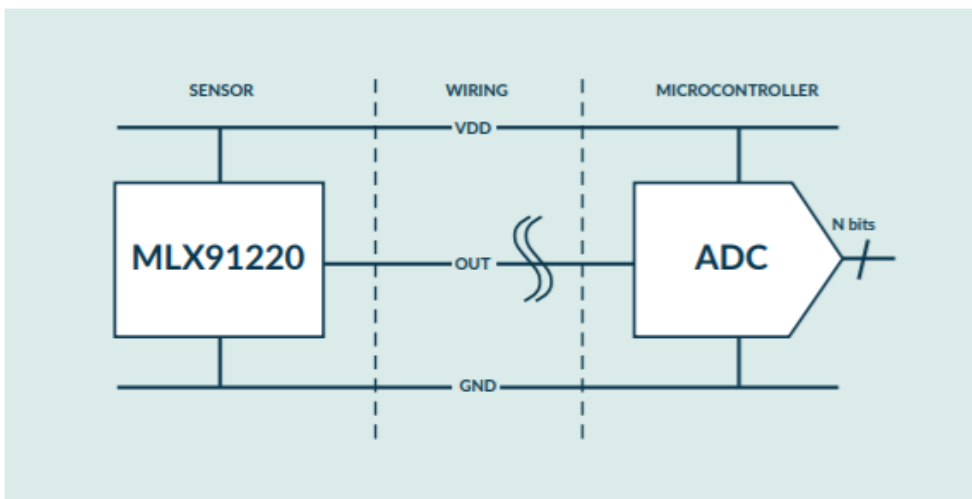 SENSOR
WIRING
MICROCONTROLLER
VDD
MLX91220
OUT
ADC
N bits
GND